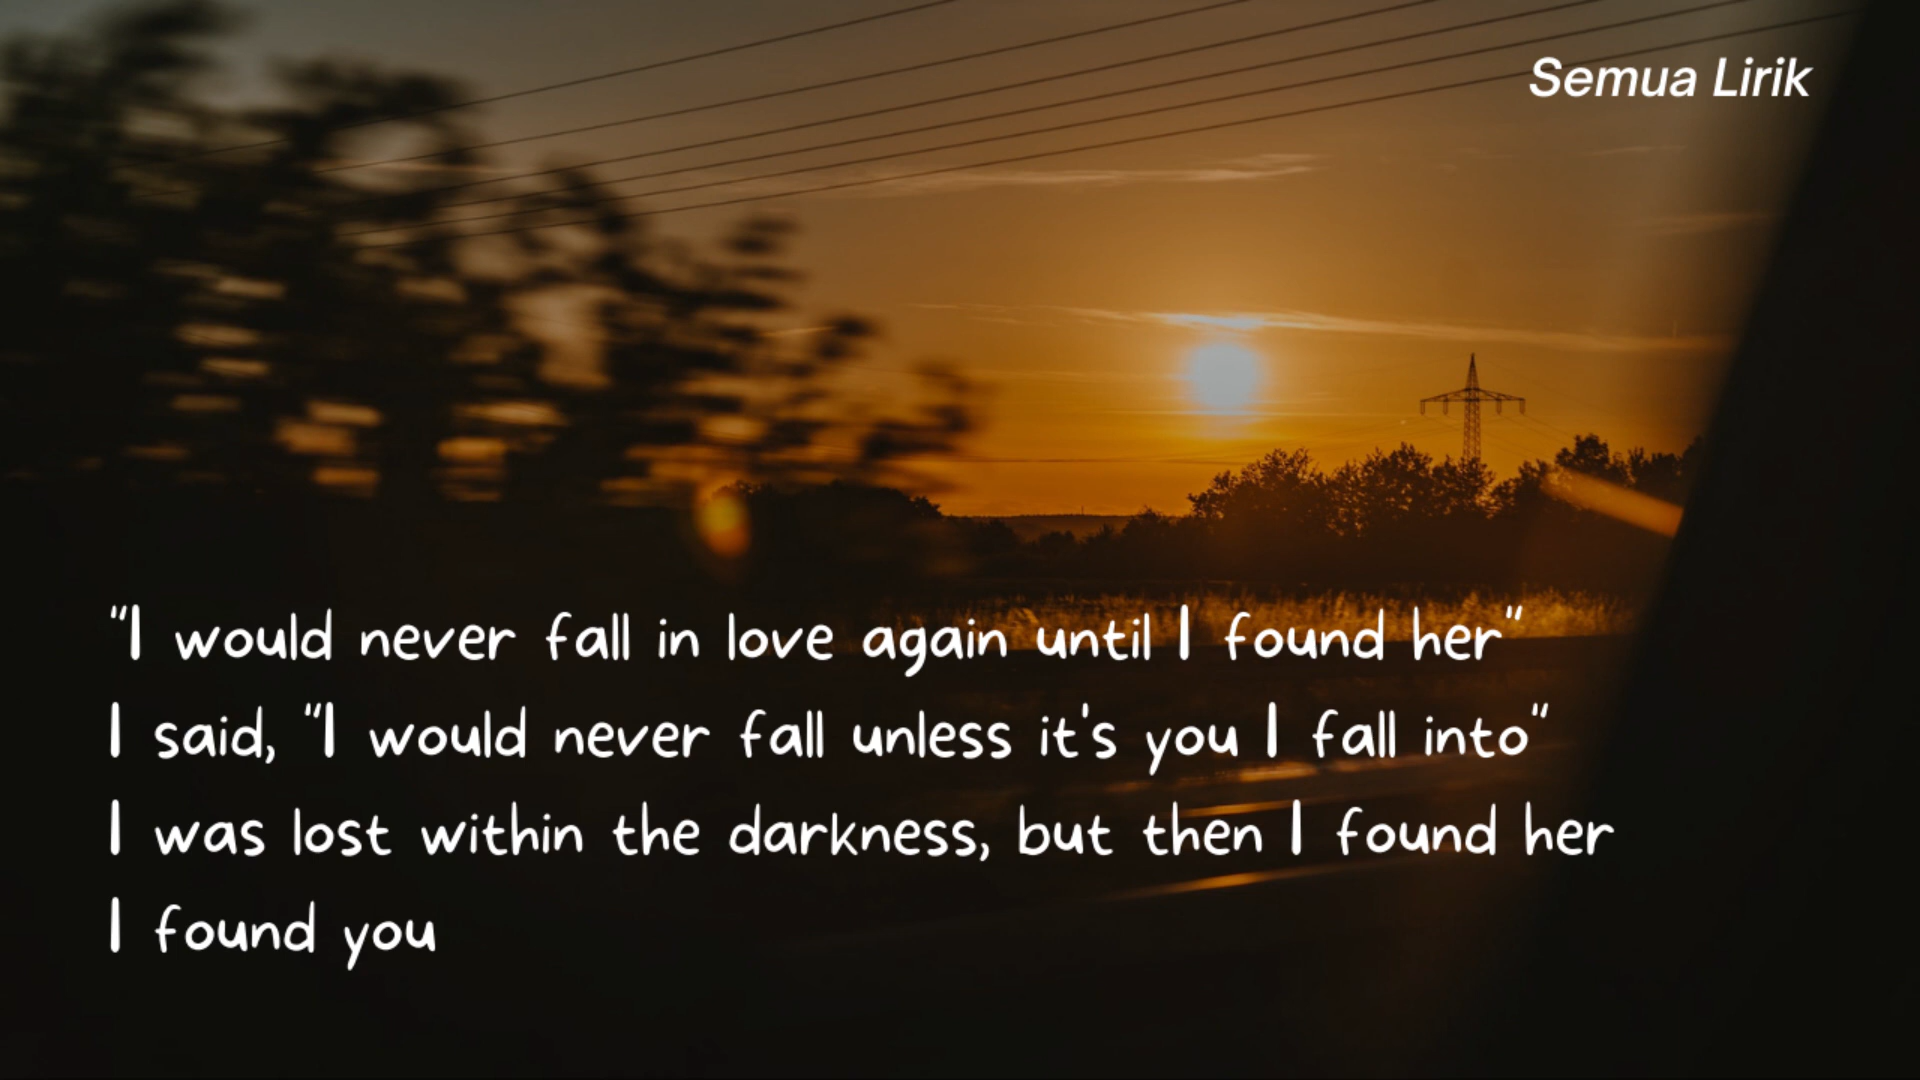 Semua Lirik
"I would never fall in love again until I found her"
I said, "I would never fall unless it's you I fall into"
I was lost within the darkness, but then I found her
I found you